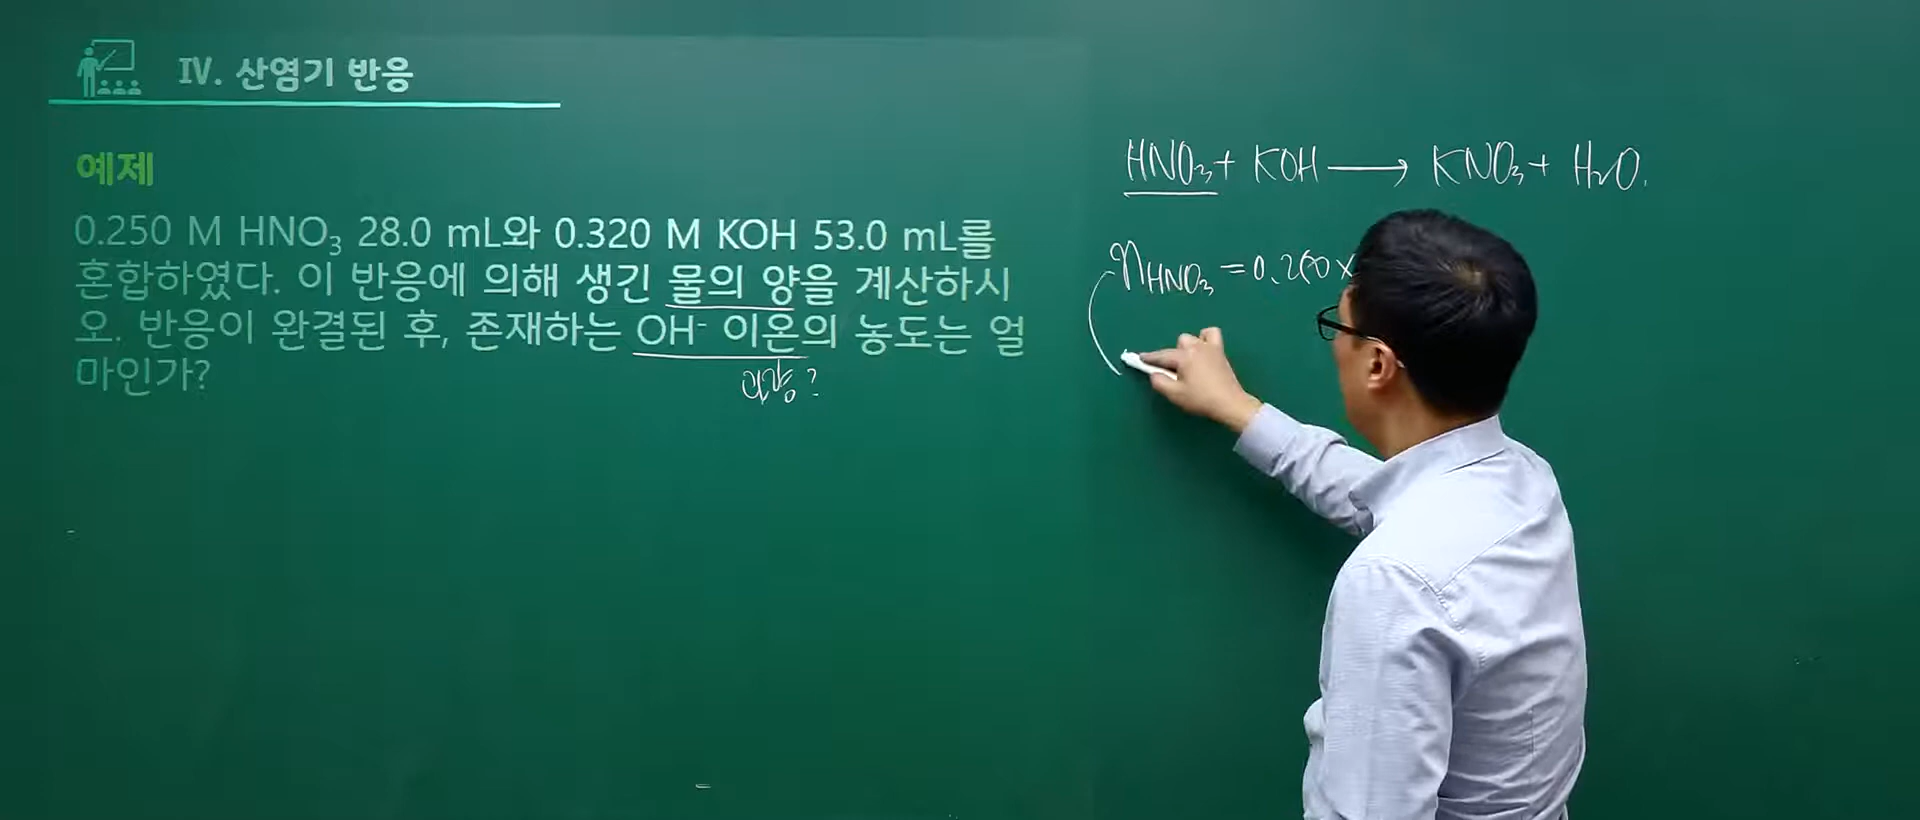 Ⅳ. 산염기 반응
예제
0.250 M HNO₃ 28.0 mL와 0.320 M KOH 53.0 mL를
혼합하였다. 이 반응에 의해 생긴 물의 양을 계산하시
오. 반응이 완결된 후, 존재하는 OH⁻ 이온의 농도는 얼
마인가?
HNO₃ + KOH ⟶ KNO₃ + H₂O.
n HNO₃ = 0.250 ×